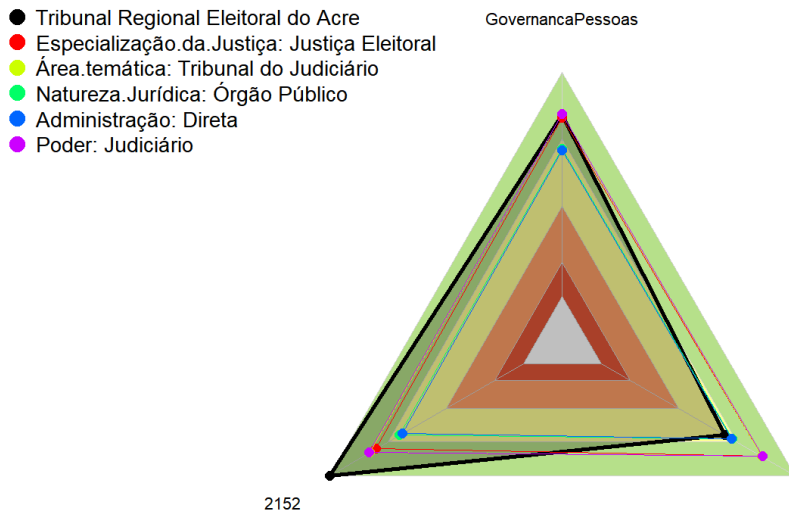 Tribunal Regional Eleitoral do Acre
Especialização.da.Justiça: Justiça Eleitoral
Área.temática: Tribunal do Judiciário
Natureza.Jurídica: Órgão Público
Administração: Direta
Poder: Judiciário
GovernancaPessoas
2152